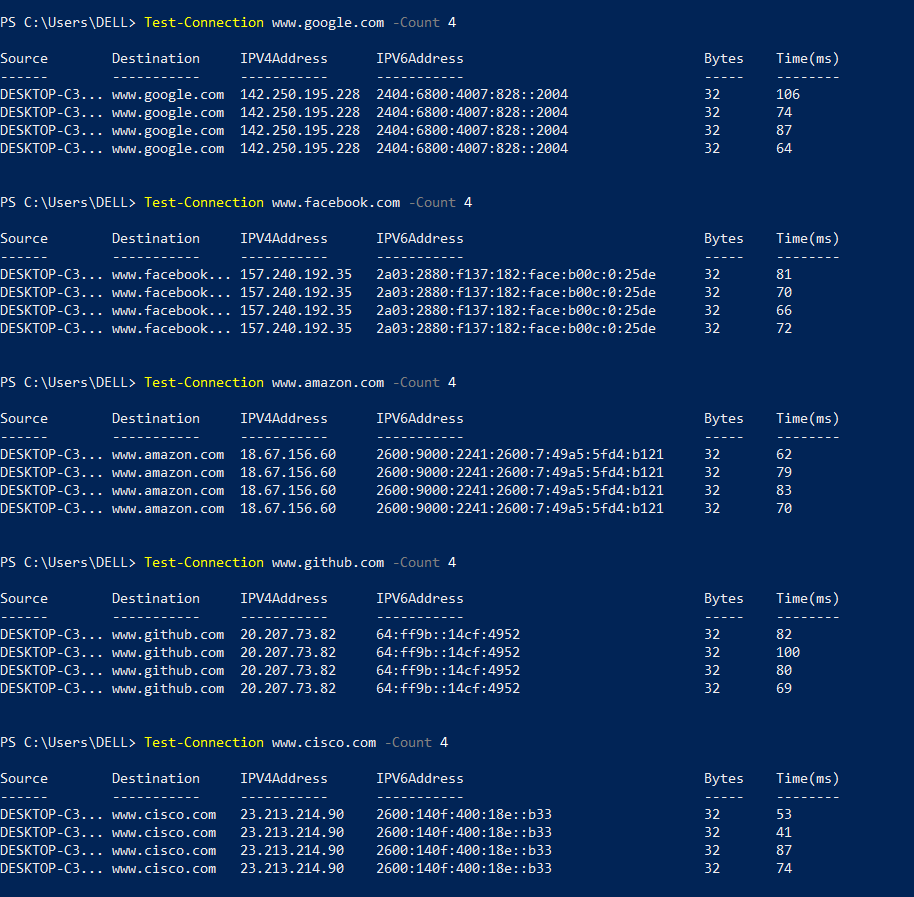 PS C:\Users\DELL> Test-Connection www.google.com -Count 4
Source Destination IPV4Address IPV6Address Bytes Time(ms)
------ ----------- ----------- ----------- ----- --------
DESKTOP-C3... www.google.com 142.250.195.228 2404:6800:4007:828::2004 32 106
DESKTOP-C3... www.google.com 142.250.195.228 2404:6800:4007:828::2004 32 74
DESKTOP-C3... www.google.com 142.250.195.228 2404:6800:4007:828::2004 32 87
DESKTOP-C3... www.google.com 142.250.195.228 2404:6800:4007:828::2004 32 64
PS C:\Users\DELL> Test-Connection www.facebook.com -Count 4
Source Destination IPV4Address IPV6Address Bytes Time(ms)
------ ----------- ----------- ----------- ----- --------
DESKTOP-C3... www.facebook... 157.240.192.35 2a03:2880:f137:182:face:b00c:0:25de 32 81
DESKTOP-C3... www.facebook... 157.240.192.35 2a03:2880:f137:182:face:b00c:0:25de 32 70
DESKTOP-C3... www.facebook... 157.240.192.35 2a03:2880:f137:182:face:b00c:0:25de 32 66
DESKTOP-C3... www.facebook... 157.240.192.35 2a03:2880:f137:182:face:b00c:0:25de 32 72
PS C:\Users\DELL> Test-Connection www.amazon.com -Count 4
Source Destination IPV4Address IPV6Address Bytes Time(ms)
------ ----------- ----------- ----------- ----- --------
DESKTOP-C3... www.amazon.com 18.67.156.60 2600:9000:2241:2600:7:49a5:5fd4:b121 32 62
DESKTOP-C3... www.amazon.com 18.67.156.60 2600:9000:2241:2600:7:49a5:5fd4:b121 32 79
DESKTOP-C3... www.amazon.com 18.67.156.60 2600:9000:2241:2600:7:49a5:5fd4:b121 32 83
DESKTOP-C3... www.amazon.com 18.67.156.60 2600:9000:2241:2600:7:49a5:5fd4:b121 32 70
PS C:\Users\DELL> Test-Connection www.github.com -Count 4
Source Destination IPV4Address IPV6Address Bytes Time(ms)
------ ----------- ----------- ----------- ----- --------
DESKTOP-C3... www.github.com 20.207.73.82 64:ff9b::14cf:4952 32 82
DESKTOP-C3... www.github.com 20.207.73.82 64:ff9b::14cf:4952 32 100
DESKTOP-C3... www.github.com 20.207.73.82 64:ff9b::14cf:4952 32 80
DESKTOP-C3... www.github.com 20.207.73.82 64:ff9b::14cf:4952 32 69
PS C:\Users\DELL> Test-Connection www.cisco.com -Count 4
Source Destination IPV4Address IPV6Address Bytes Time(ms)
------ ----------- ----------- ----------- ----- --------
DESKTOP-C3... www.cisco.com 23.213.214.90 2600:140f:400:18e::b33 32 53
DESKTOP-C3... www.cisco.com 23.213.214.90 2600:140f:400:18e::b33 32 41
DESKTOP-C3... www.cisco.com 23.213.214.90 2600:140f:400:18e::b33 32 87
DESKTOP-C3... www.cisco.com 23.213.214.90 2600:140f:400:18e::b33 32 74